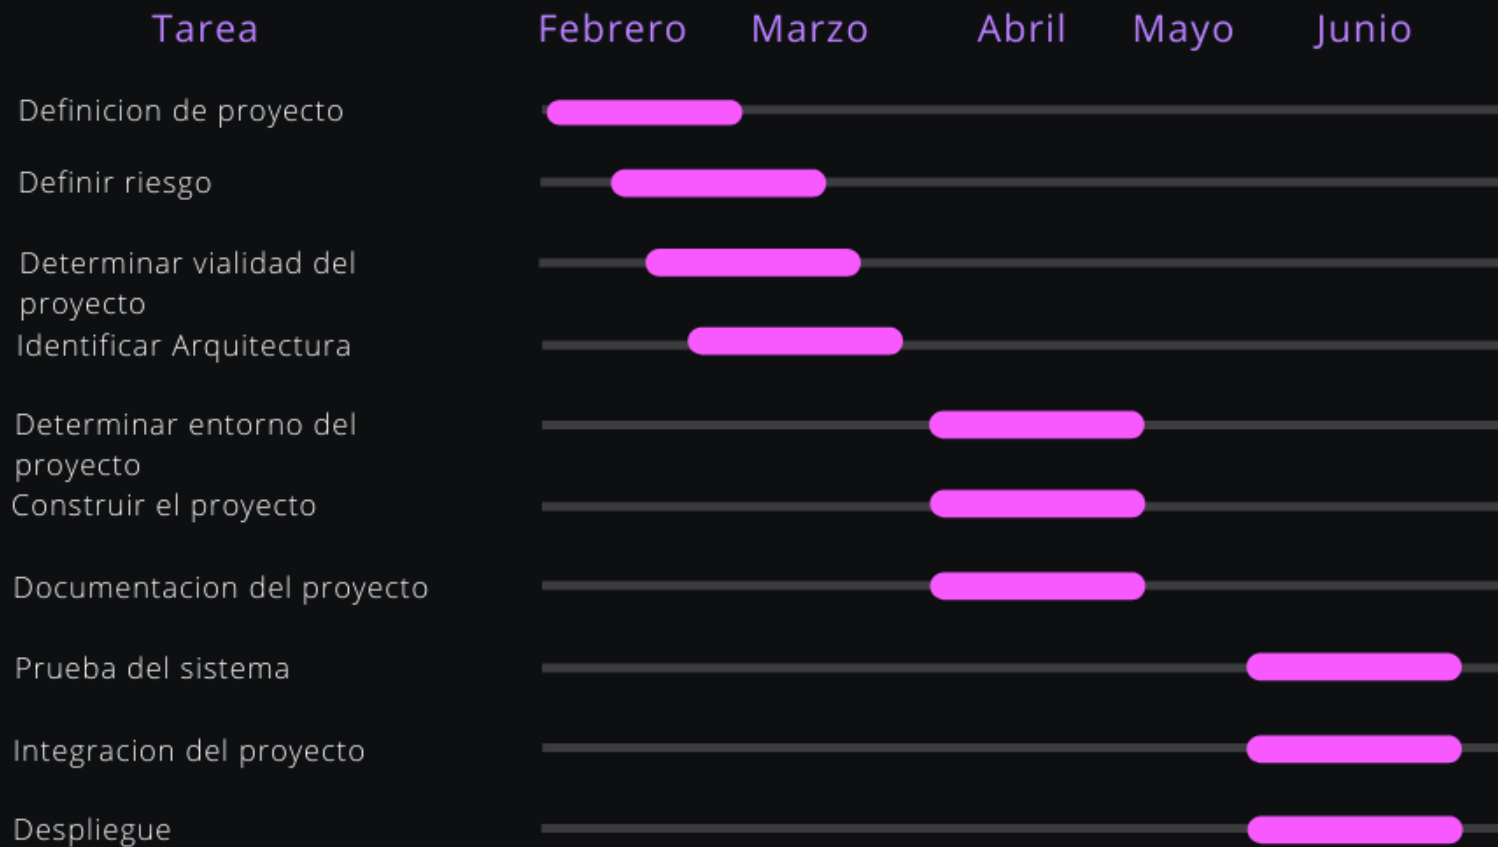 Tarea Febrero Marzo Abril Mayo Junio
Definicion de proyecto
Definir riesgo
Determinar vialidad del
proyecto
Identificar Arquitectura
Determinar entorno del
proyecto
Construir el proyecto
Documentacion del proyecto
Prueba del sistema
Integracion del proyecto
Despliegue